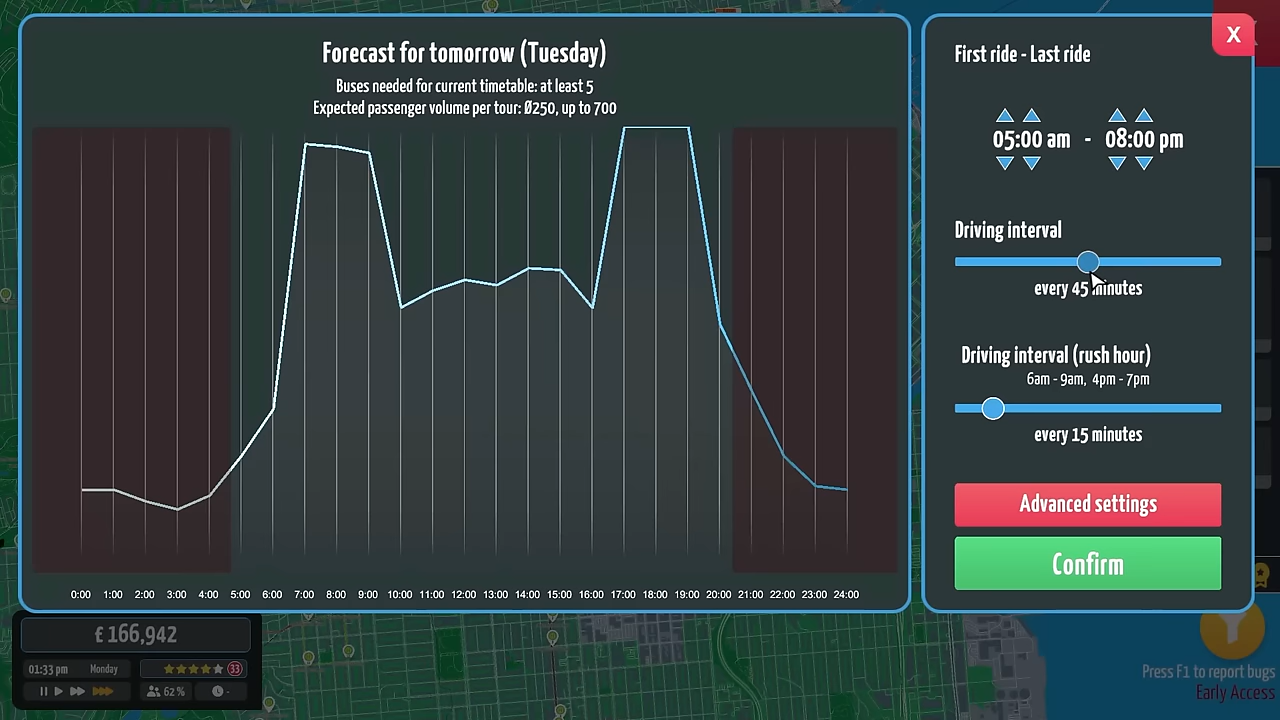 Forecast for tomorrow (Tuesday)
Buses needed for current timetable: at least 5
Expected passenger volume per tour: Ø250, up to 700
0:00 1:00 2:00 3:00 4:00 5:00 6:00 7:00 8:00 9:00 10:00 11:00 12:00 13:00 14:00 15:00 16:00 17:00 18:00 19:00 20:00 21:00 22:00 23:00 24:00
X
First ride - Last ride
05:00 am - 08:00 pm
Driving interval
every 45 minutes
Driving interval (rush hour)
6am - 9am, 4pm - 7pm
every 15 minutes
Advanced settings
Confirm
£ 166,942
01:33 pm Monday 33
62 % -
Press F1 to report bugs
Early Access